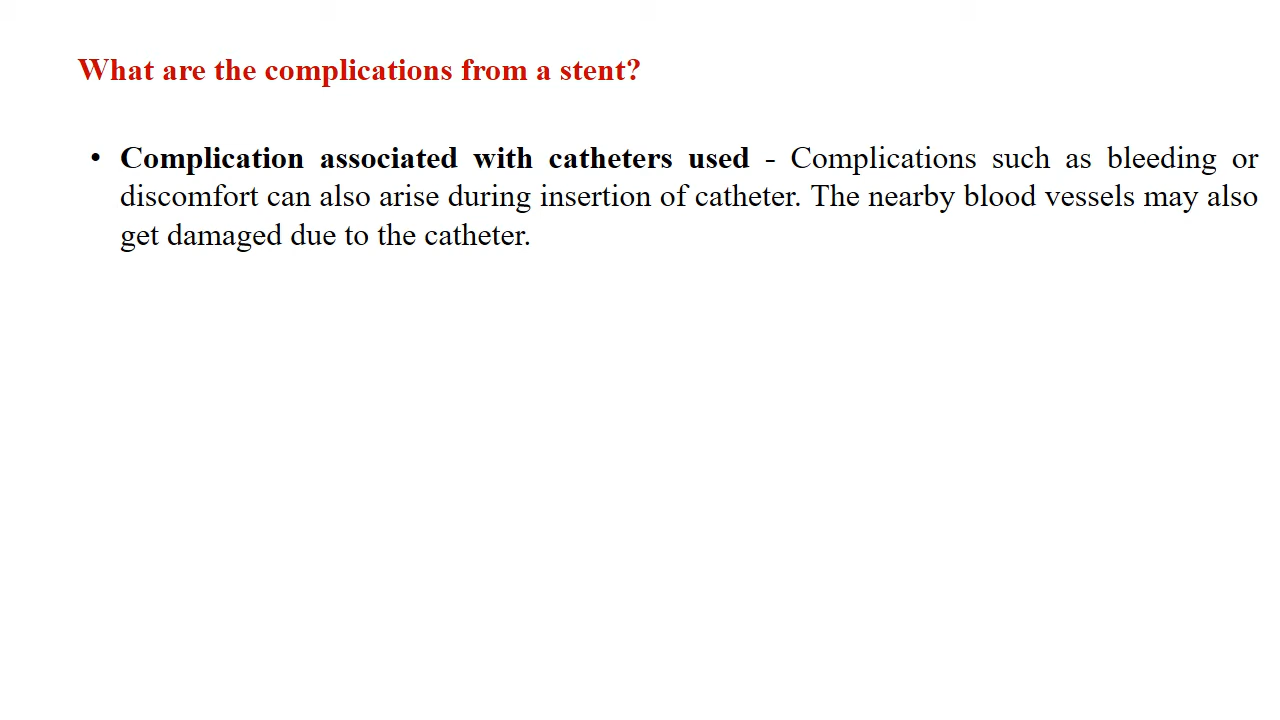 What are the complications from a stent?
• Complication associated with catheters used - Complications such as bleeding or
discomfort can also arise during insertion of catheter. The nearby blood vessels may also
get damaged due to the catheter.